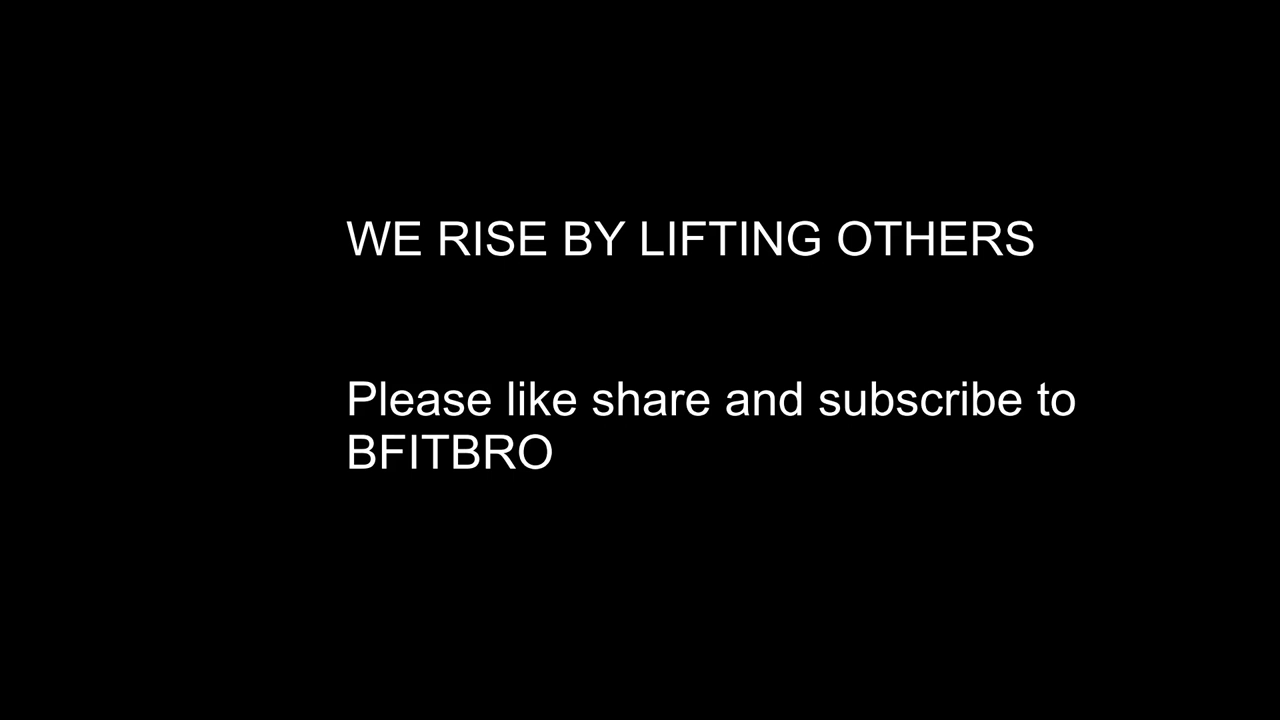 WE RISE BY LIFTING OTHERS
Please like share and subscribe to
BFITBRO